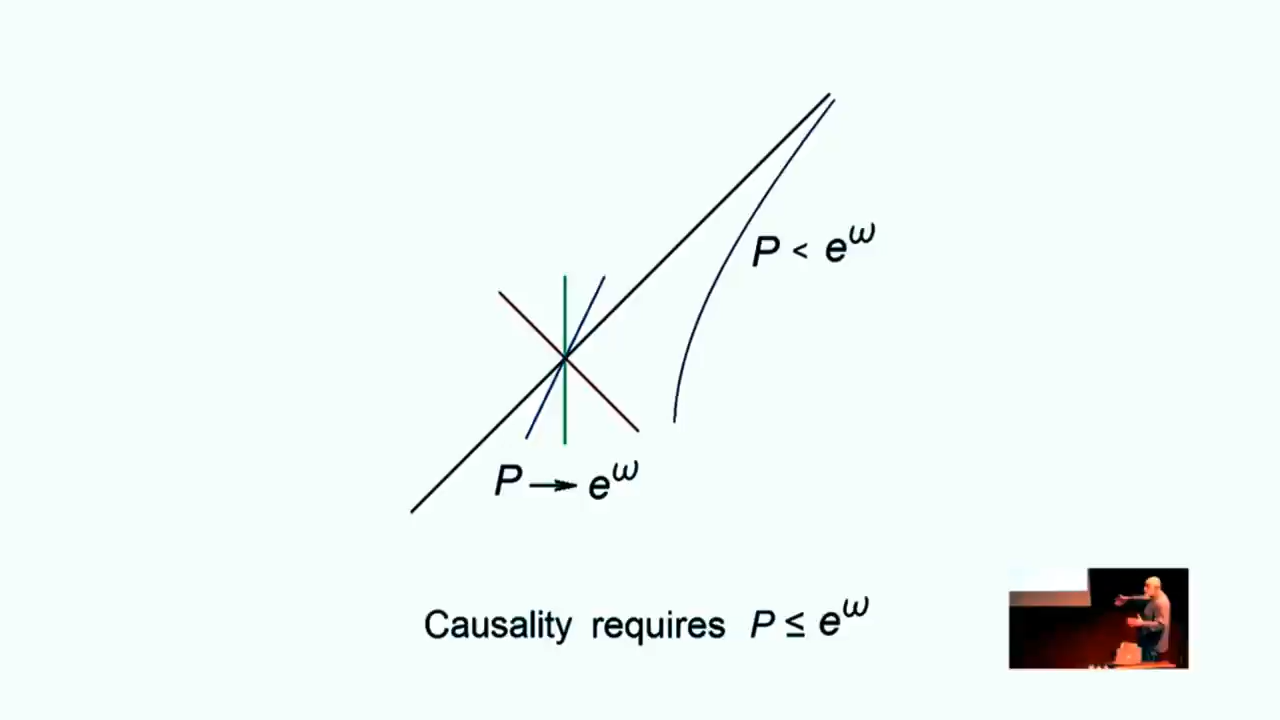 P < e^ω
P → e^ω
Causality requires P ≤ e^ω